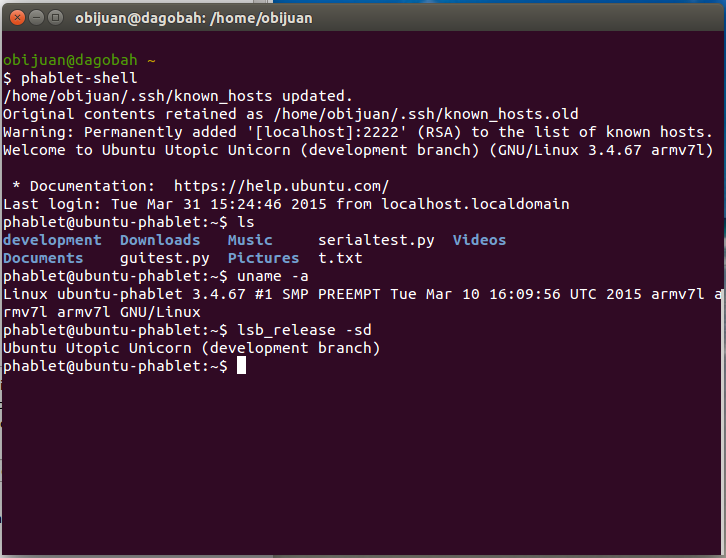 obijuan@dagobah: /home/obijuan
obijuan@dagobah ~
$ phablet-shell
/home/obijuan/.ssh/known_hosts updated.
Original contents retained as /home/obijuan/.ssh/known_hosts.old
Warning: Permanently added '[localhost]:2222' (RSA) to the list of known hosts.
Welcome to Ubuntu Utopic Unicorn (development branch) (GNU/Linux 3.4.67 armv7l)
* Documentation:  https://help.ubuntu.com/
Last login: Tue Mar 31 15:24:46 2015 from localhost.localdomain
phablet@ubuntu-phablet:~$ ls
development  Downloads   Music     serialtest.py  Videos
Documents    guitest.py  Pictures  t.txt
phablet@ubuntu-phablet:~$ uname -a
Linux ubuntu-phablet 3.4.67 #1 SMP PREEMPT Tue Mar 10 16:09:56 UTC 2015 armv7l a
rmv7l armv7l GNU/Linux
phablet@ubuntu-phablet:~$ lsb_release -sd
Ubuntu Utopic Unicorn (development branch)
phablet@ubuntu-phablet:~$